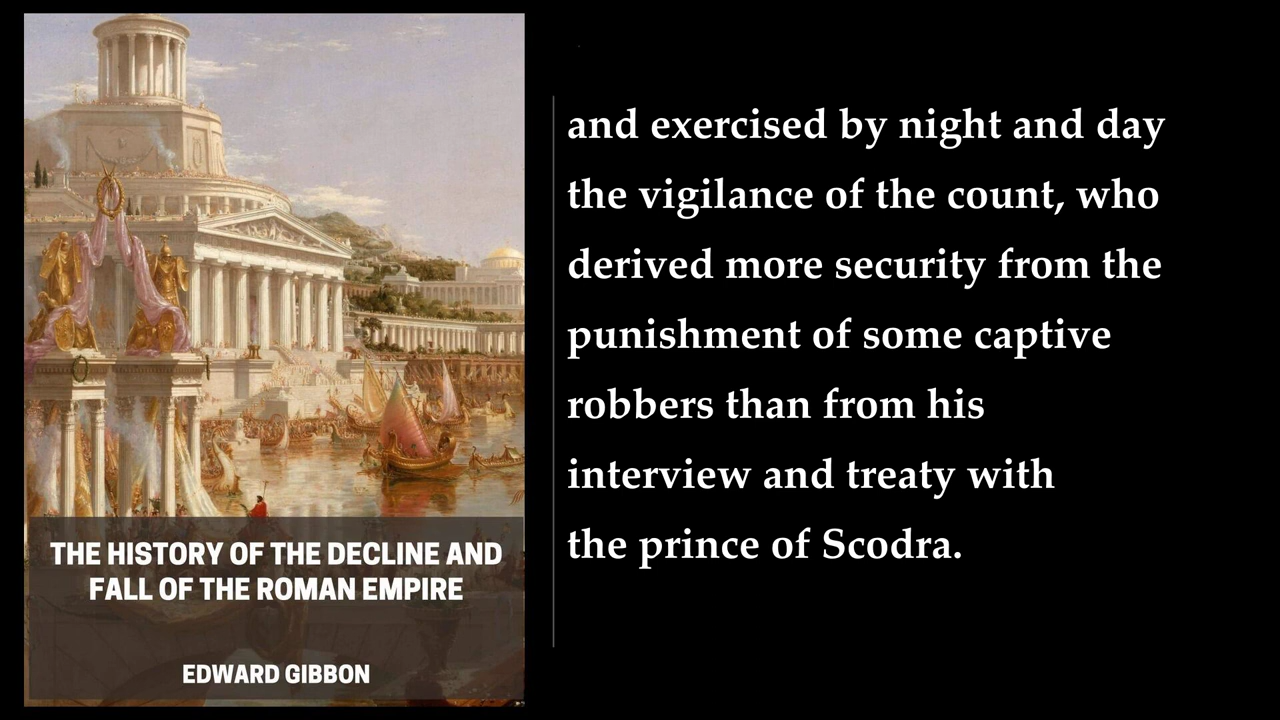 THE HISTORY OF THE DECLINE AND
FALL OF THE ROMAN EMPIRE
EDWARD GIBBON
and exercised by night and day
the vigilance of the count, who
derived more security from the
punishment of some captive
robbers than from his
interview and treaty with
the prince of Scodra.